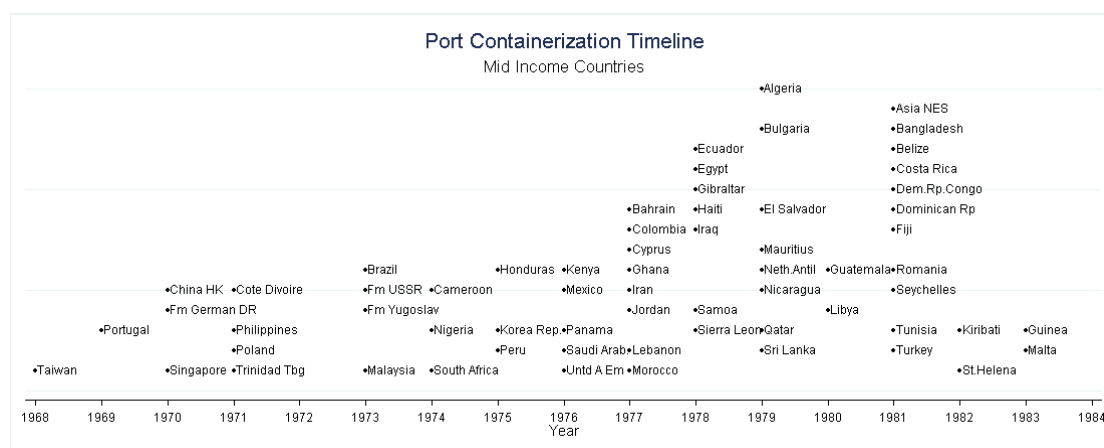 Port Containerization Timeline
Mid Income Countries
Algeria
Asia NES
Bulgaria Bangladesh
Ecuador Belize
Egypt Costa Rica
Gibraltar Dem.Rp.Congo
Bahrain Haiti El Salvador Dominican Rp
Colombia Iraq Fiji
Cyprus Mauritius
Brazil Honduras Kenya Ghana Neth.Antil Guatemala Romania
China HK Cote Divoire Fm USSR Cameroon Mexico Iran Nicaragua Seychelles
Fm German DR Fm Yugoslav Jordan Samoa Libya
Portugal Philippines Nigeria Korea Rep. Panama Sierra Leon Qatar Tunisia Kiribati Guinea
Poland Peru Saudi Arab Lebanon Sri Lanka Turkey Malta
Taiwan Singapore Trinidad Tbg Malaysia South Africa Untd A Em Morocco St.Helena
1968 1969 1970 1971 1972 1973 1974 1975 1976 1977 1978 1979 1980 1981 1982 1983 1984
Year